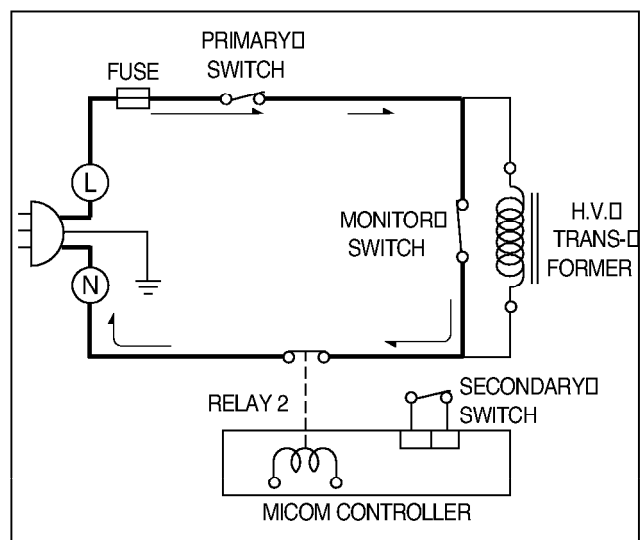 PRIMARY□
SWITCH
FUSE
L
MONITOR□
SWITCH
H.V.□
TRANS-□
FORMER
N
RELAY 2
SECONDARY□
SWITCH
MICOM CONTROLLER